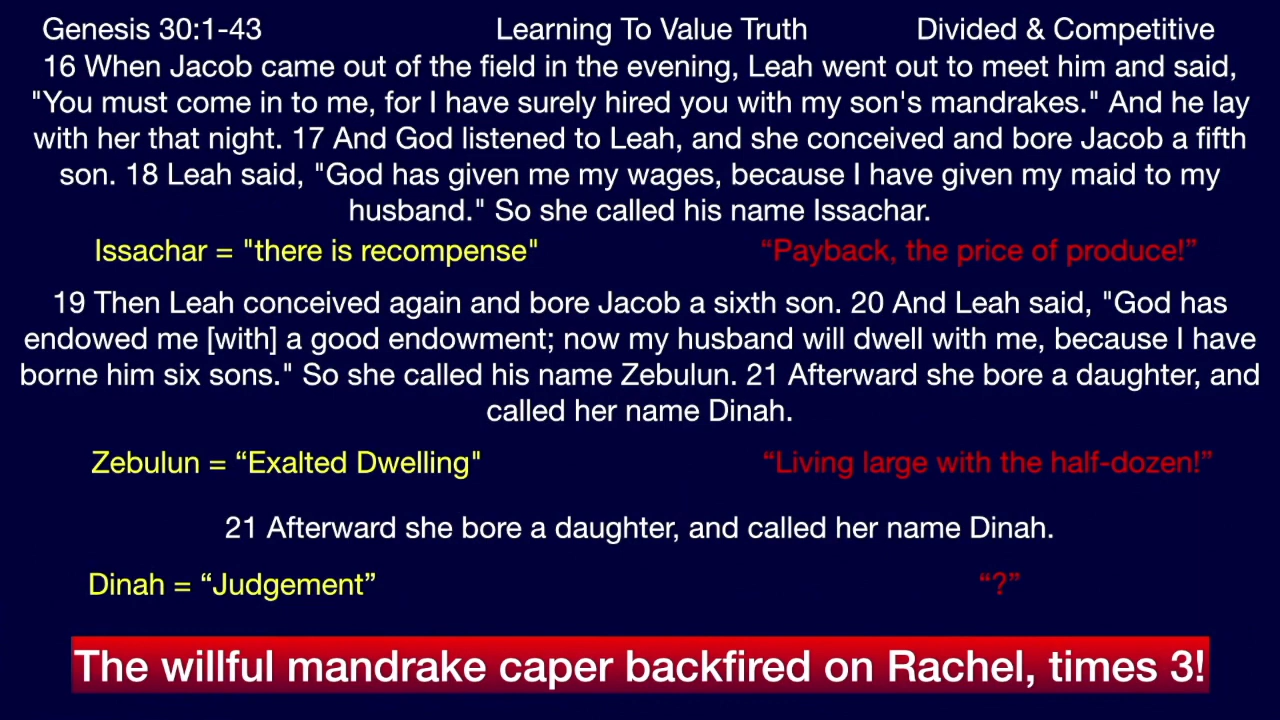 Genesis 30:1-43 Learning To Value Truth Divided & Competitive
16 When Jacob came out of the field in the evening, Leah went out to meet him and said,
"You must come in to me, for I have surely hired you with my son's mandrakes." And he lay
with her that night. 17 And God listened to Leah, and she conceived and bore Jacob a fifth
son. 18 Leah said, "God has given me my wages, because I have given my maid to my
husband." So she called his name Issachar.
Issachar = "there is recompense" “Payback, the price of produce!”
19 Then Leah conceived again and bore Jacob a sixth son. 20 And Leah said, "God has
endowed me [with] a good endowment; now my husband will dwell with me, because I have
borne him six sons." So she called his name Zebulun. 21 Afterward she bore a daughter, and
called her name Dinah.
Zebulun = “Exalted Dwelling" “Living large with the half-dozen!”
21 Afterward she bore a daughter, and called her name Dinah.
Dinah = “Judgement” “?”
The willful mandrake caper backfired on Rachel, times 3!